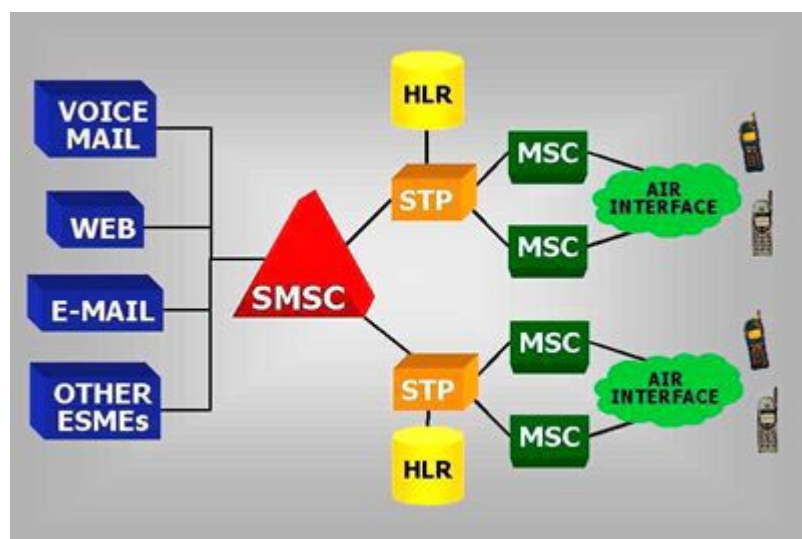 VOICE
MAIL
WEB
E-MAIL
OTHER
ESMEs
SMSC
HLR
STP
MSC
MSC
AIR
INTERFACE
STP
HLR
MSC
MSC
AIR
INTERFACE